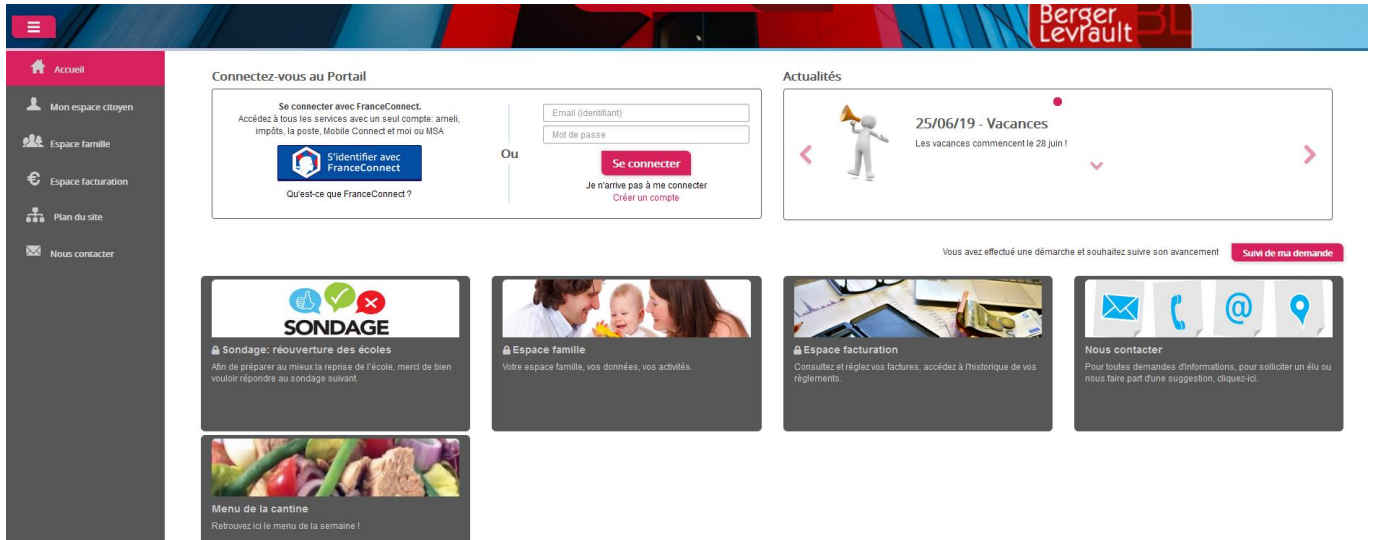 Berger
Levrault
Accueil
Mon espace citoyen
Espace famille
€ Espace facturation
Plan du site
Nous contacter
Connectez-vous au Portail
Se connecter avec FranceConnect.
Accédez à tous les services avec un seul compte: ameli,
impôts, la poste, Mobile Connect et moi ou MSA
S'identifier avec
FranceConnect
Qu'est-ce que FranceConnect ?
Ou
Email (identifiant)
Mot de passe
Se connecter
Je n'arrive pas à me connecter
Créer un compte
Actualités
25/06/19 - Vacances
Les vacances commencent le 28 juin !
Vous avez effectué une démarche et souhaitez suivre son avancement
Suivi de ma demande
SONDAGE
Sondage: réouverture des écoles
Afin de préparer au mieux la reprise de l'école, merci de bien
vouloir répondre au sondage suivant.
Espace famille
Votre espace famille, vos données, vos activités.
Espace facturation
Consultez et réglez vos factures, accédez à l'historique de vos
règlements.
@
Nous contacter
Pour toutes demandes d'informations, pour solliciter un élu ou
nous faire part d'une suggestion, cliquez-ici.
Menu de la cantine
Retrouvez ici le menu de la semaine !